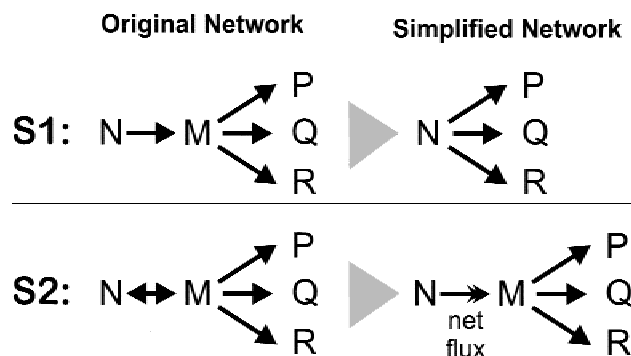 Original Network Simplified Network
P P
S1: N M Q N Q
R R
P P
S2: N M Q N M Q
net
R R
flux